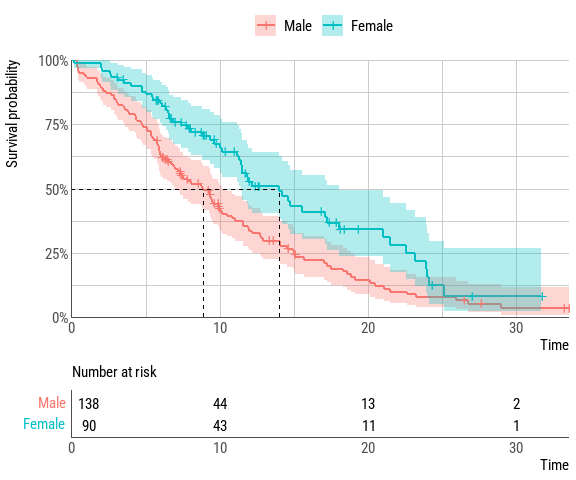 Male Female
Survival probability
100%
75%
50%
25%
0%
0 10 20 30
Time
Number at risk
Male 138 44 13 2
Female 90 43 11 1
0 10 20 30
Time